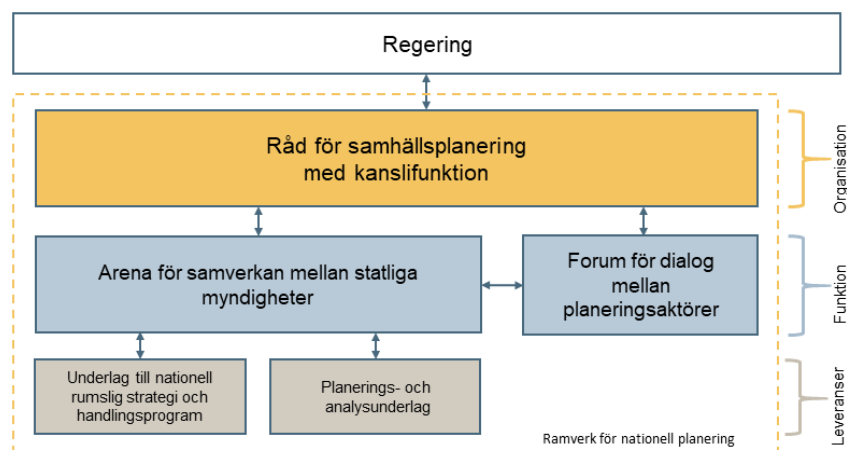 Regering
Råd för samhällsplanering
med kanslifunktion
Organisation
Arena för samverkan mellan statliga
myndigheter
Forum för dialog
mellan
planeringsaktörer
Funktion
Underlag till nationell
rumslig strategi och
handlingsprogram
Planerings- och
analysunderlag
Leveranser
Ramverk för nationell planering